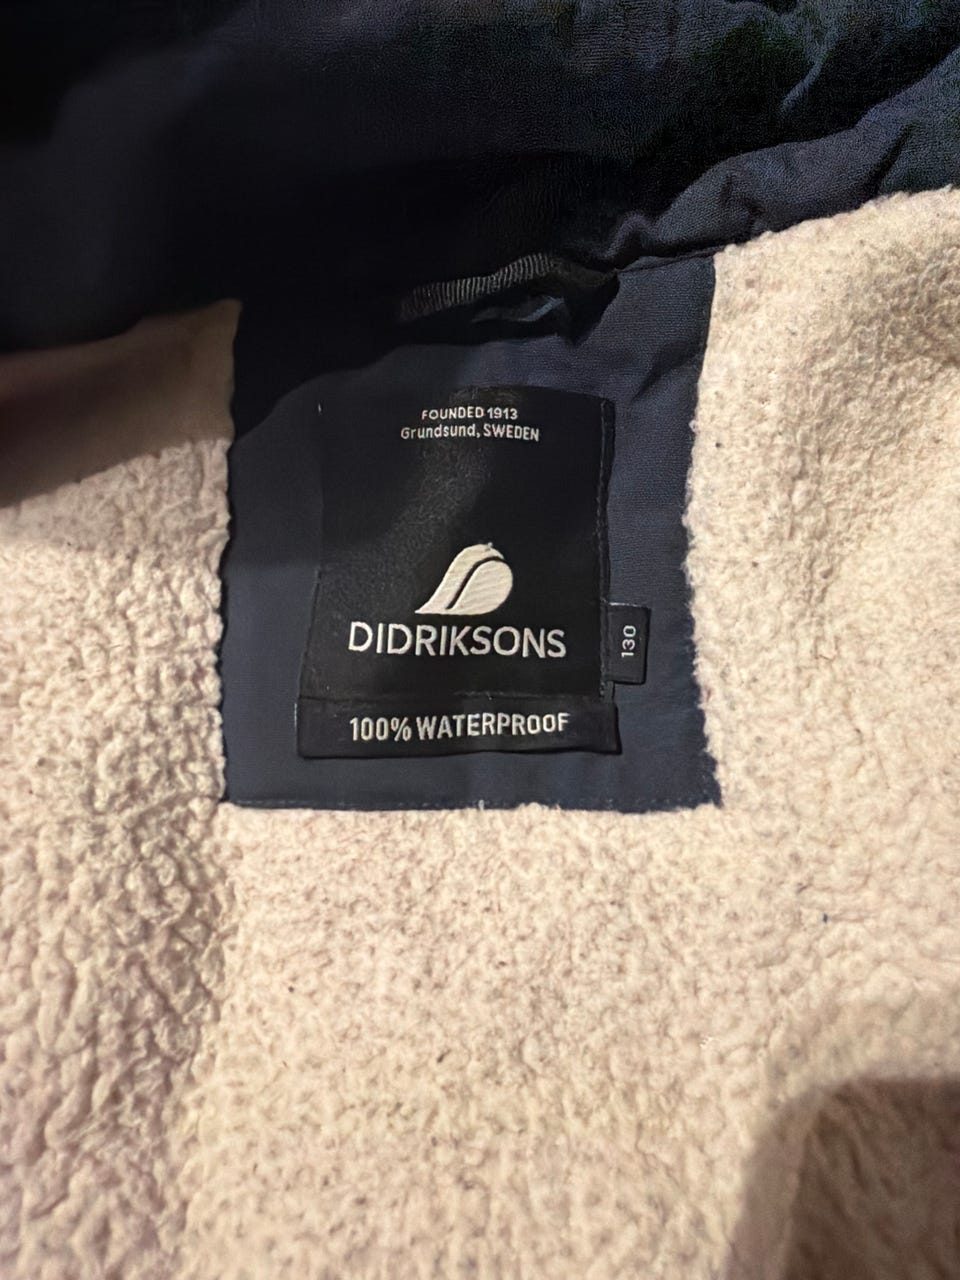 FOUNDED 1913
Grundsund, SWEDEN
DIDRIKSONS
130
100% WATERPROOF